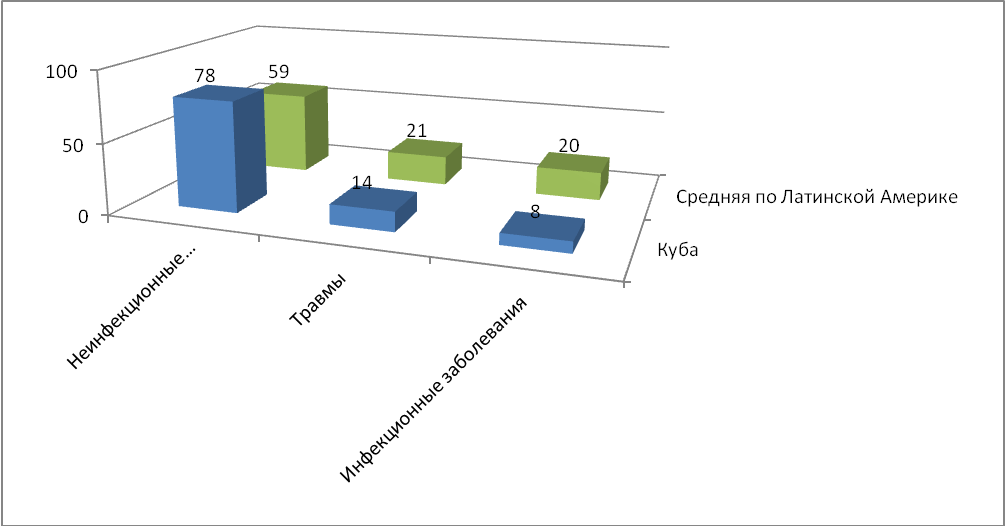 100
50
0
78
59
14
21
8
20
Неинфекционные...
Травмы
Инфекционные заболевания
Средняя по Латинской Америке
Куба